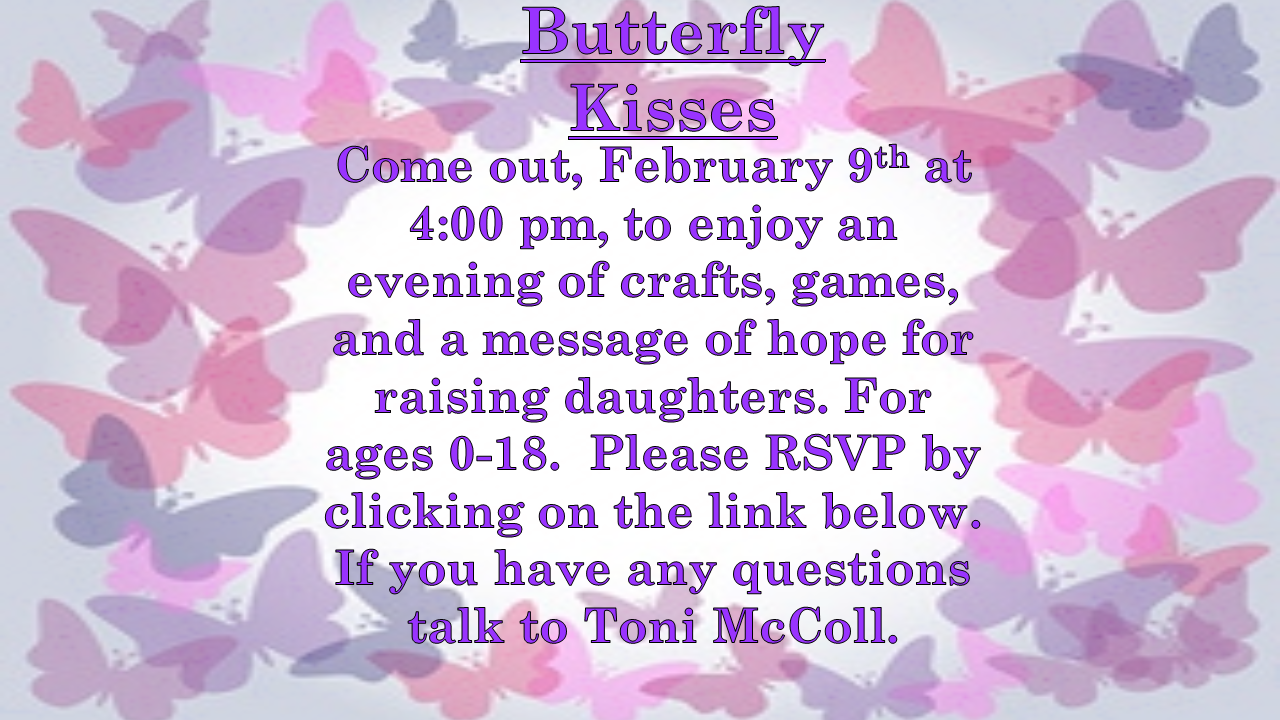 Butterfly
Kisses
Come out, February 9th at
4:00 pm, to enjoy an
evening of crafts, games,
and a message of hope for
raising daughters. For
ages 0-18.  Please RSVP by
clicking on the link below.
If you have any questions
talk to Toni McColl.